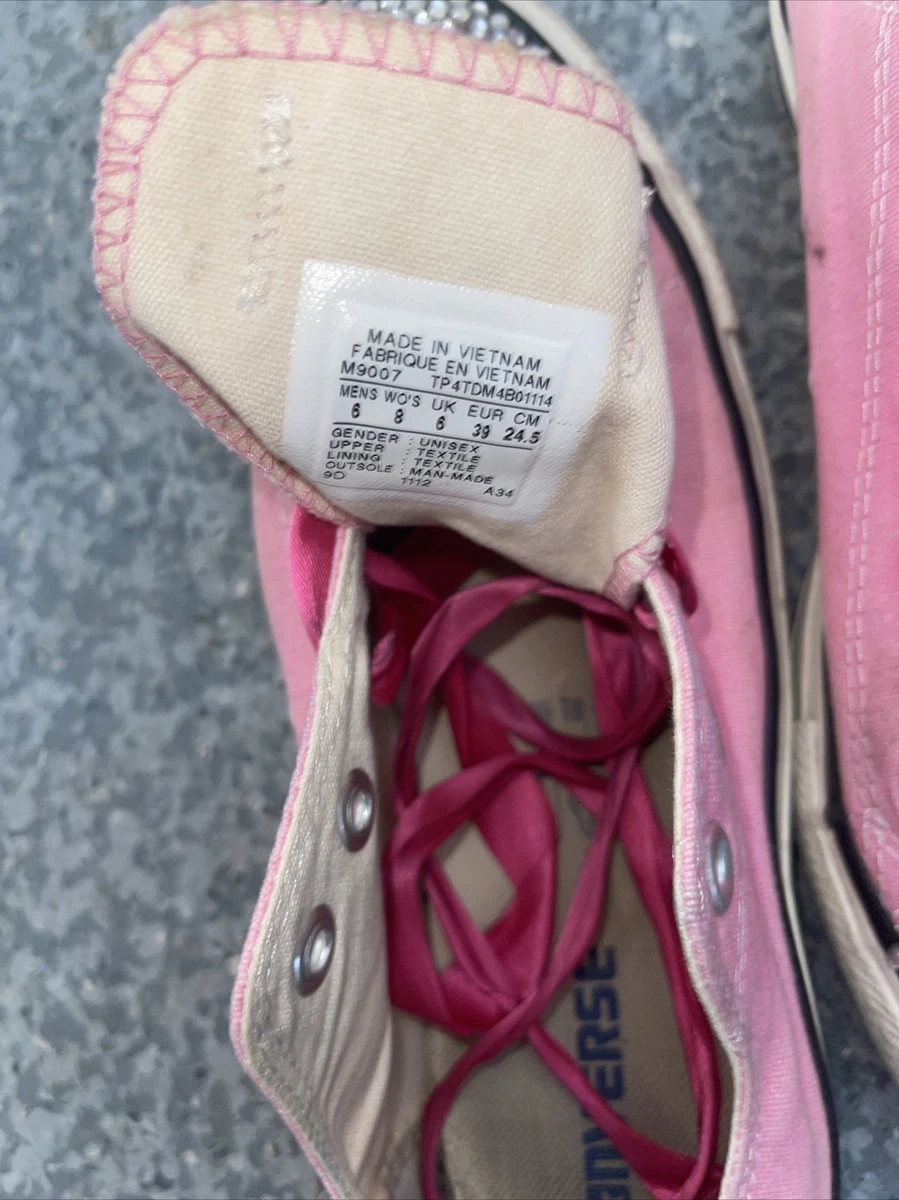 MADE IN VIETNAM
FABRIQUE EN VIETNAM
M9007 TP4TDM4B01114
MENS WO'S UK EUR CM
6 8 6 39 24.5
GENDER : UNISEX
UPPER : TEXTILE
LINING : TEXTILE
OUTSOLE : MAN-MADE
9D 1112 A34